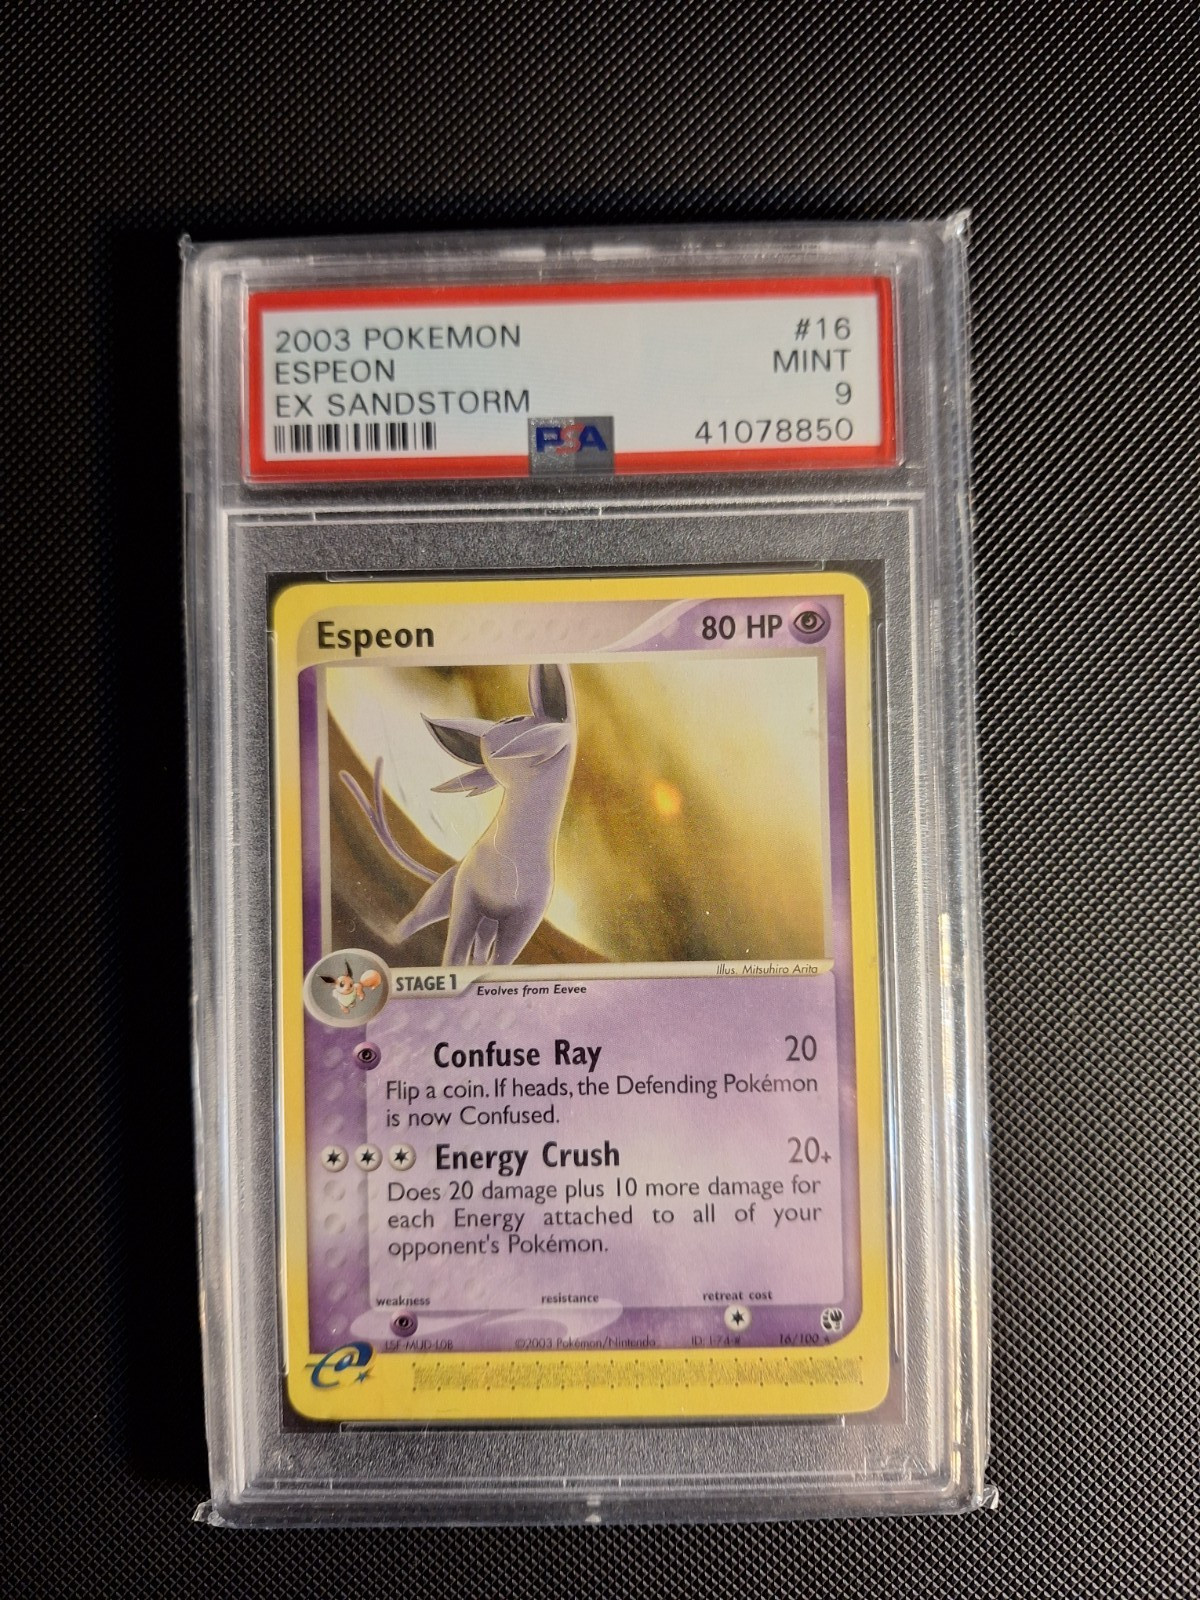 2003 POKEMON #16
ESPEON MINT
EX SANDSTORM 9
PSA 41078850
Espeon 80 HP
Illus. Mitsuhiro Arita
STAGE 1 Evolves from Eevee
Confuse Ray 20
Flip a coin. If heads, the Defending Pokémon
is now Confused.
Energy Crush 20+
Does 20 damage plus 10 more damage for
each Energy attached to all of your
opponent's Pokémon.
weakness resistance retreat cost
LSF-MUD-L0B ©2003 Pokémon/Nintendo 16/100
e